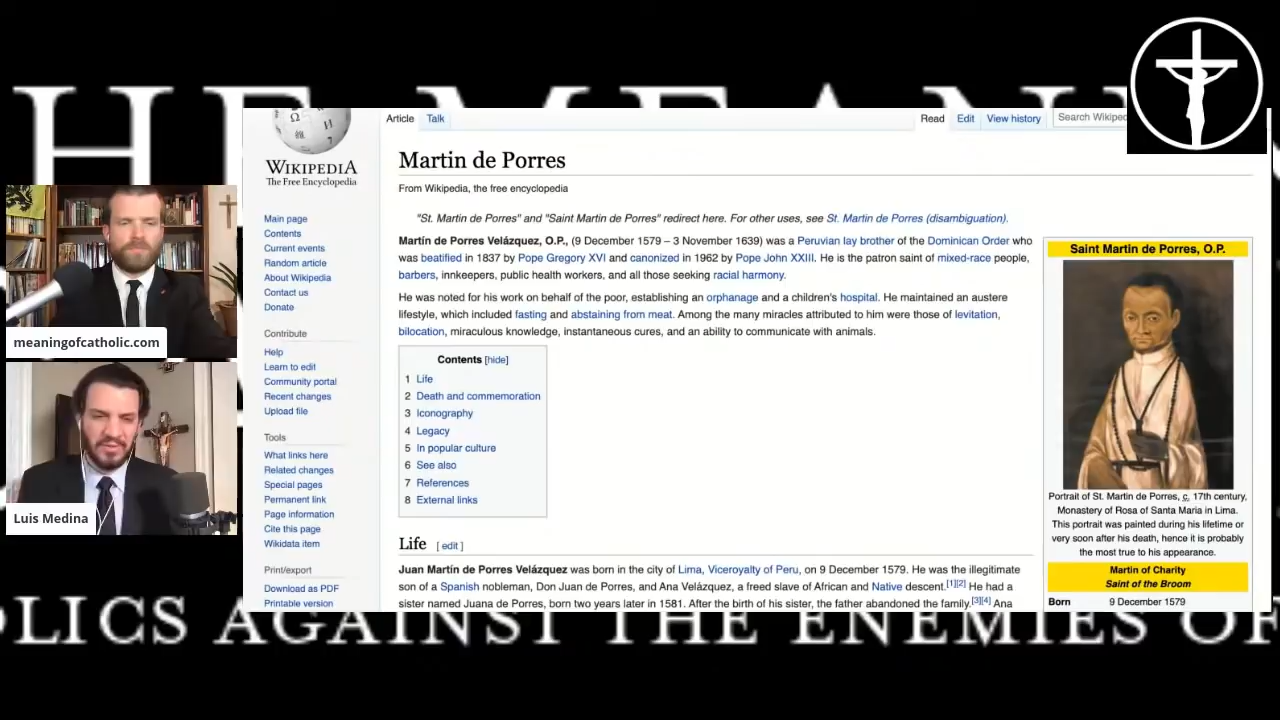 HE MEAN
Article Talk Read Edit View history Search Wikiped
WIKIPEDIA
The Free Encyclopedia
Main page
Contents
Current events
Random article
About Wikipedia
Contact us
Donate
Contribute
Help
Learn to edit
Community portal
Recent changes
Upload file
Tools
What links here
Related changes
Special pages
Permanent link
Page information
Cite this page
Wikidata item
Print/export
Download as PDF
Printable version
Martin de Porres
From Wikipedia, the free encyclopedia
"St. Martin de Porres" and "Saint Martin de Porres" redirect here. For other uses, see St. Martin de Porres (disambiguation).
Martín de Porres Velázquez, O.P., (9 December 1579 – 3 November 1639) was a Peruvian lay brother of the Dominican Order who
was beatified in 1837 by Pope Gregory XVI and canonized in 1962 by Pope John XXIII. He is the patron saint of mixed-race people,
barbers, innkeepers, public health workers, and all those seeking racial harmony.
He was noted for his work on behalf of the poor, establishing an orphanage and a children's hospital. He maintained an austere
lifestyle, which included fasting and abstaining from meat. Among the many miracles attributed to him were those of levitation,
bilocation, miraculous knowledge, instantaneous cures, and an ability to communicate with animals.
Contents [hide]
1 Life
2 Death and commemoration
3 Iconography
4 Legacy
5 In popular culture
6 See also
7 References
8 External links
Life [ edit ]
Juan Martín de Porres Velázquez was born in the city of Lima, Viceroyalty of Peru, on 9 December 1579. He was the illegitimate
son of a Spanish nobleman, Don Juan de Porres, and Ana Velázquez, a freed slave of African and Native descent.[1][2] He had a
sister named Juana de Porres, born two years later in 1581. After the birth of his sister, the father abandoned the family.[3][4] Ana
Saint Martin de Porres, O.P.
Portrait of St. Martin de Porres, c. 17th century,
Monastery of Rosa of Santa Maria in Lima.
This portrait was painted during his lifetime or
very soon after his death, hence it is probably
the most true to his appearance.
Martin of Charity
Saint of the Broom
Born 9 December 1579
meaningofcatholic.com
Luis Medina
OLICS AGAINST THE ENEMIES OF